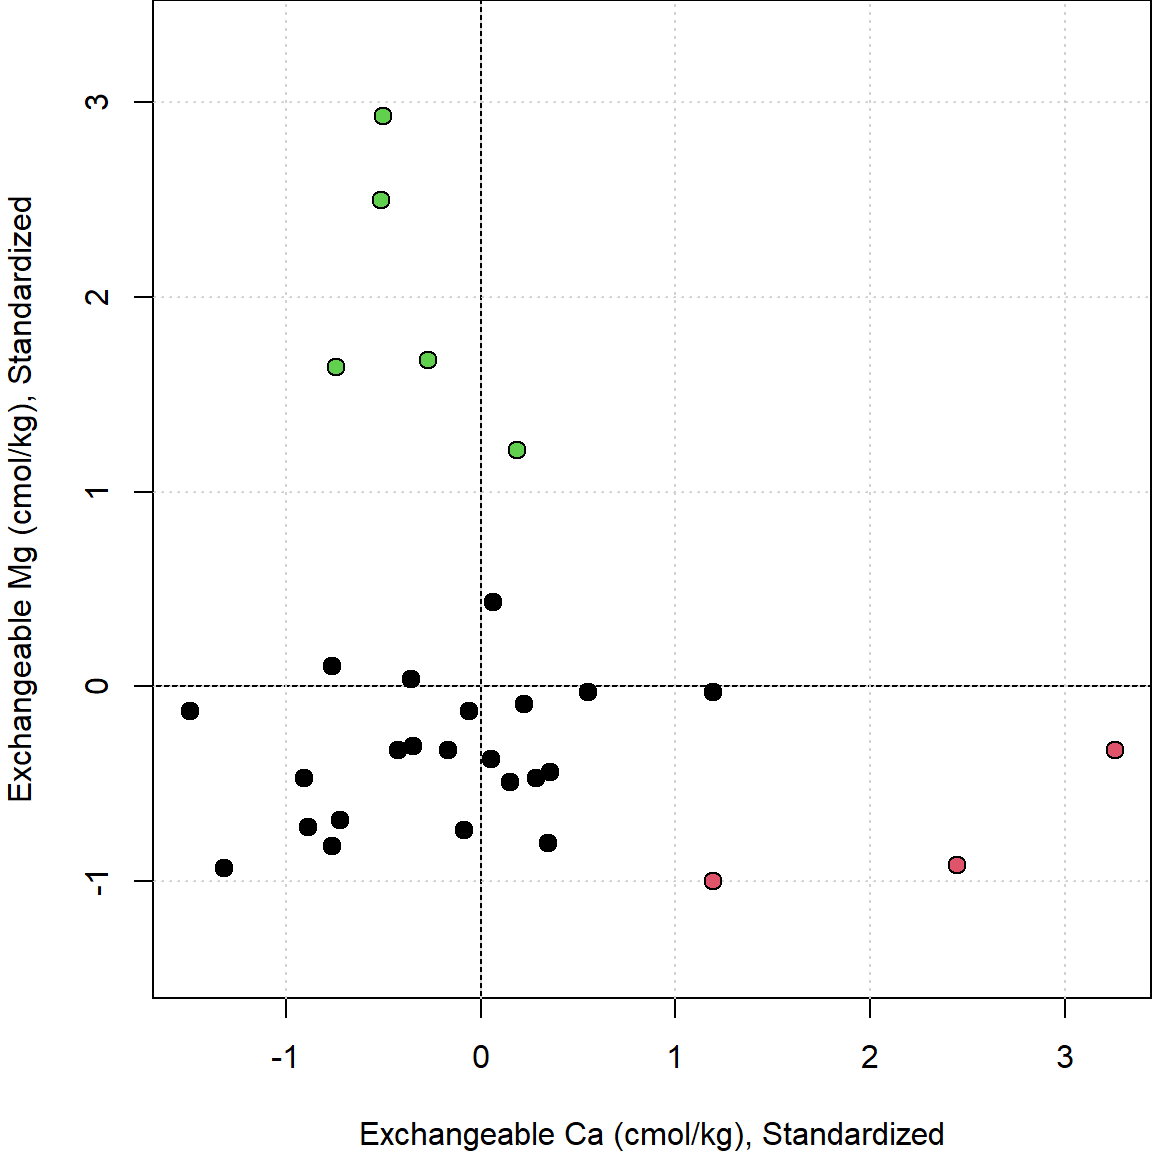 Exchangeable Mg (cmol/kg), Standardized
3
2
1
0
-1
-1 0 1 2 3
Exchangeable Ca (cmol/kg), Standardized